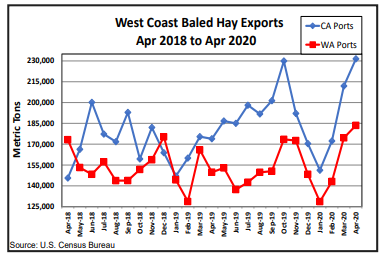 West Coast Baled Hay Exports
Apr 2018 to Apr 2020
CA Ports
WA Ports
Metric Tons
230,000
215,000
200,000
185,000
170,000
155,000
140,000
125,000
Apr-18
May-18
Jun-18
Jul-18
Aug-18
Sep-18
Oct-18
Nov-18
Dec-18
Jan-19
Feb-19
Mar-19
Apr-19
May-19
Jun-19
Jul-19
Aug-19
Sep-19
Oct-19
Nov-19
Dec-19
Jan-20
Feb-20
Mar-20
Apr-20
Source: U.S. Census Bureau